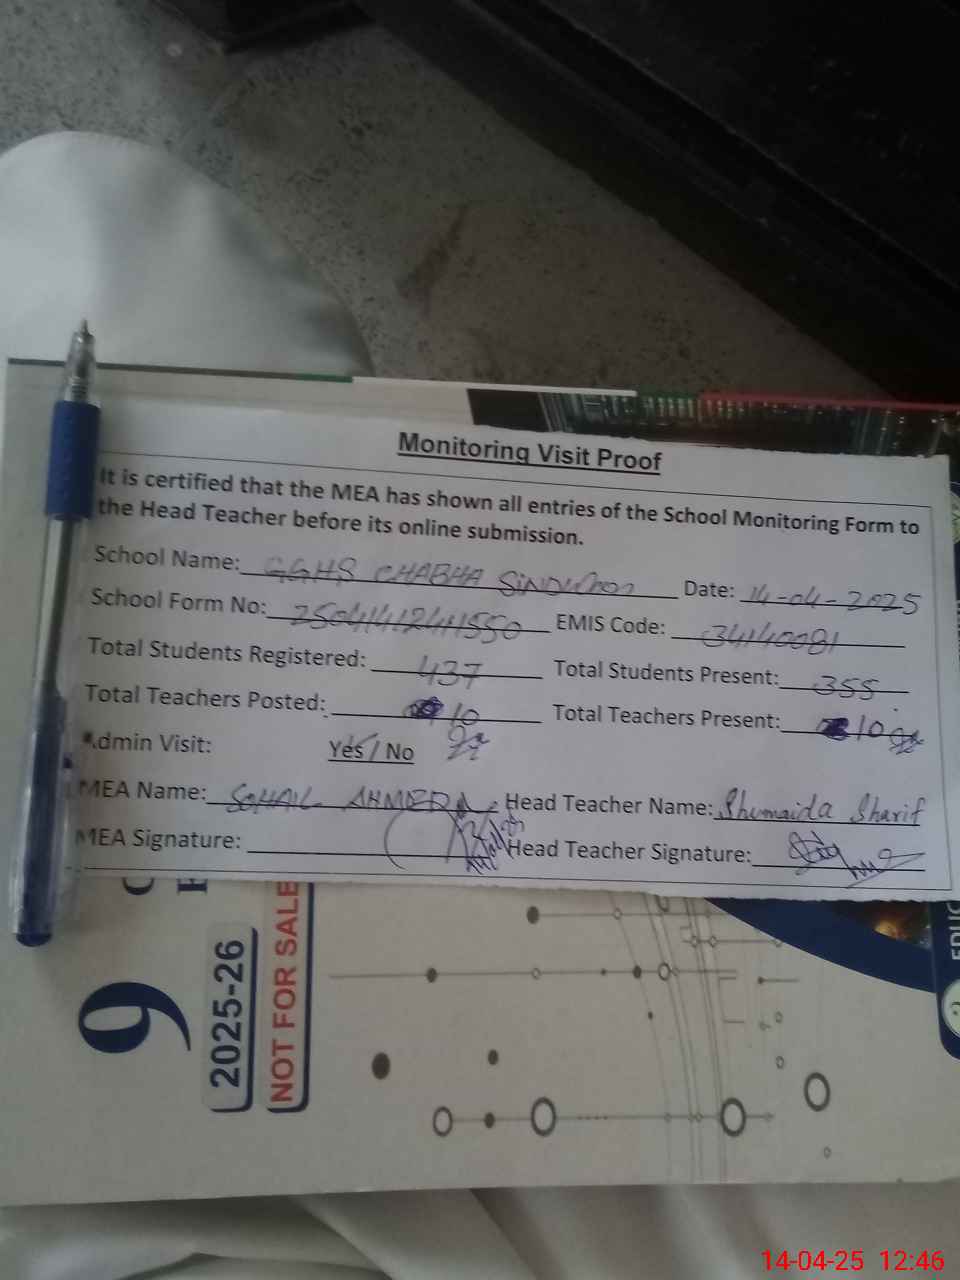 Monitoring Visit Proof
It is certified that the MEA has shown all entries of the School Monitoring Form to
the Head Teacher before its online submission.
School Name: GGHS CHABHA Date: 14-04-2025
School Form No: EMIS Code: 34140081
Total Students Registered: 437 Total Students Present: 355
Total Teachers Posted: 10 Total Teachers Present: 10
Admin Visit: Yes / No
MEA Name: SOHAIL AHMED Head Teacher Name: Shumaida Sharif
MEA Signature: Head Teacher Signature:
9
2025-26
NOT FOR SALE
14-04-25 12:46